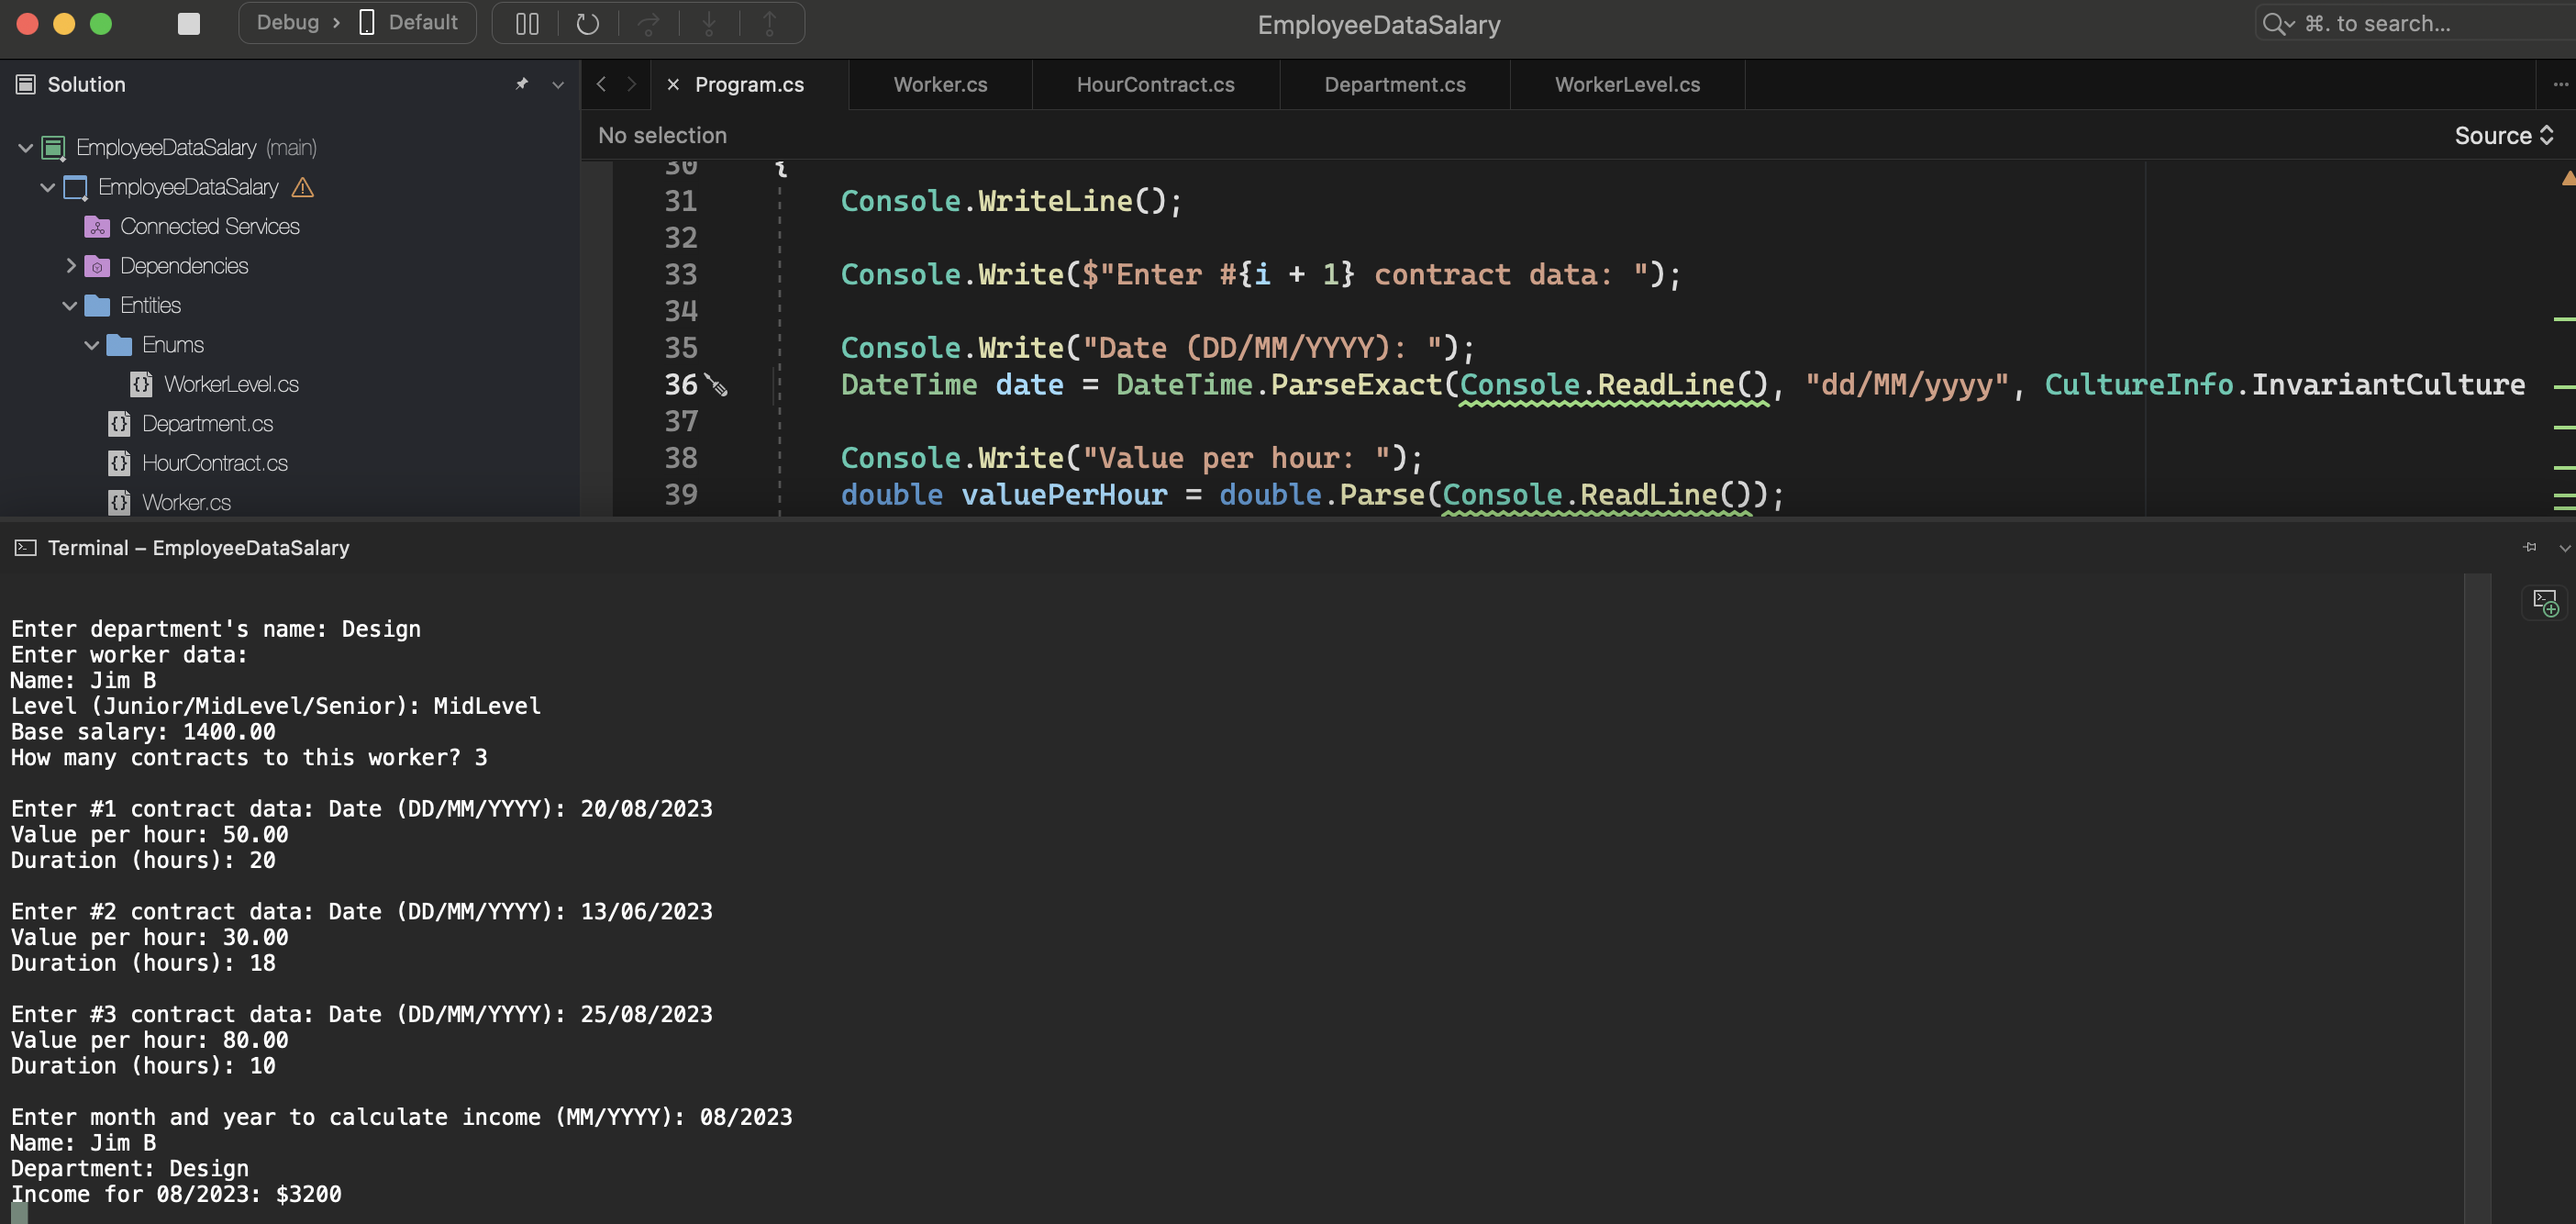 Debug > Default
EmployeeDataSalary
⌘. to search...
Solution
Program.cs
Worker.cs
HourContract.cs
Department.cs
WorkerLevel.cs
No selection
Source
EmployeeDataSalary (main)
EmployeeDataSalary
Connected Services
Dependencies
Entities
Enums
WorkerLevel.cs
Department.cs
HourContract.cs
Worker.cs
30 {
31 Console.WriteLine();
32
33 Console.Write($"Enter #{i + 1} contract data: ");
34
35 Console.Write("Date (DD/MM/YYYY): ");
36 DateTime date = DateTime.ParseExact(Console.ReadLine(), "dd/MM/yyyy", CultureInfo.InvariantCulture
37
38 Console.Write("Value per hour: ");
39 double valuePerHour = double.Parse(Console.ReadLine());
Terminal – EmployeeDataSalary
Enter department's name: Design
Enter worker data:
Name: Jim B
Level (Junior/MidLevel/Senior): MidLevel
Base salary: 1400.00
How many contracts to this worker? 3
Enter #1 contract data: Date (DD/MM/YYYY): 20/08/2023
Value per hour: 50.00
Duration (hours): 20
Enter #2 contract data: Date (DD/MM/YYYY): 13/06/2023
Value per hour: 30.00
Duration (hours): 18
Enter #3 contract data: Date (DD/MM/YYYY): 25/08/2023
Value per hour: 80.00
Duration (hours): 10
Enter month and year to calculate income (MM/YYYY): 08/2023
Name: Jim B
Department: Design
Income for 08/2023: $3200